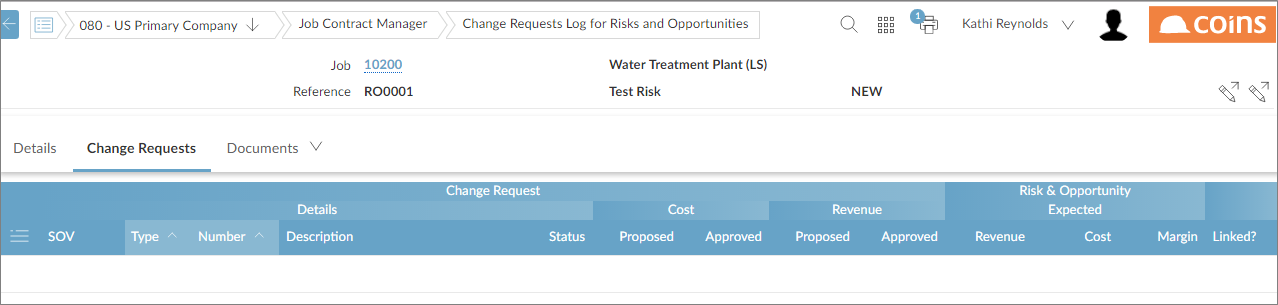 080 - US Primary Company Job Contract Manager Change Requests Log for Risks and Opportunities 1 Kathi Reynolds coins
Job 10200 Water Treatment Plant (LS)
Reference RO0001 Test Risk NEW
Details Change Requests Documents
Change Request Risk & Opportunity
Details Cost Revenue Expected
SOV Type Number Description Status Proposed Approved Proposed Approved Revenue Cost Margin Linked?